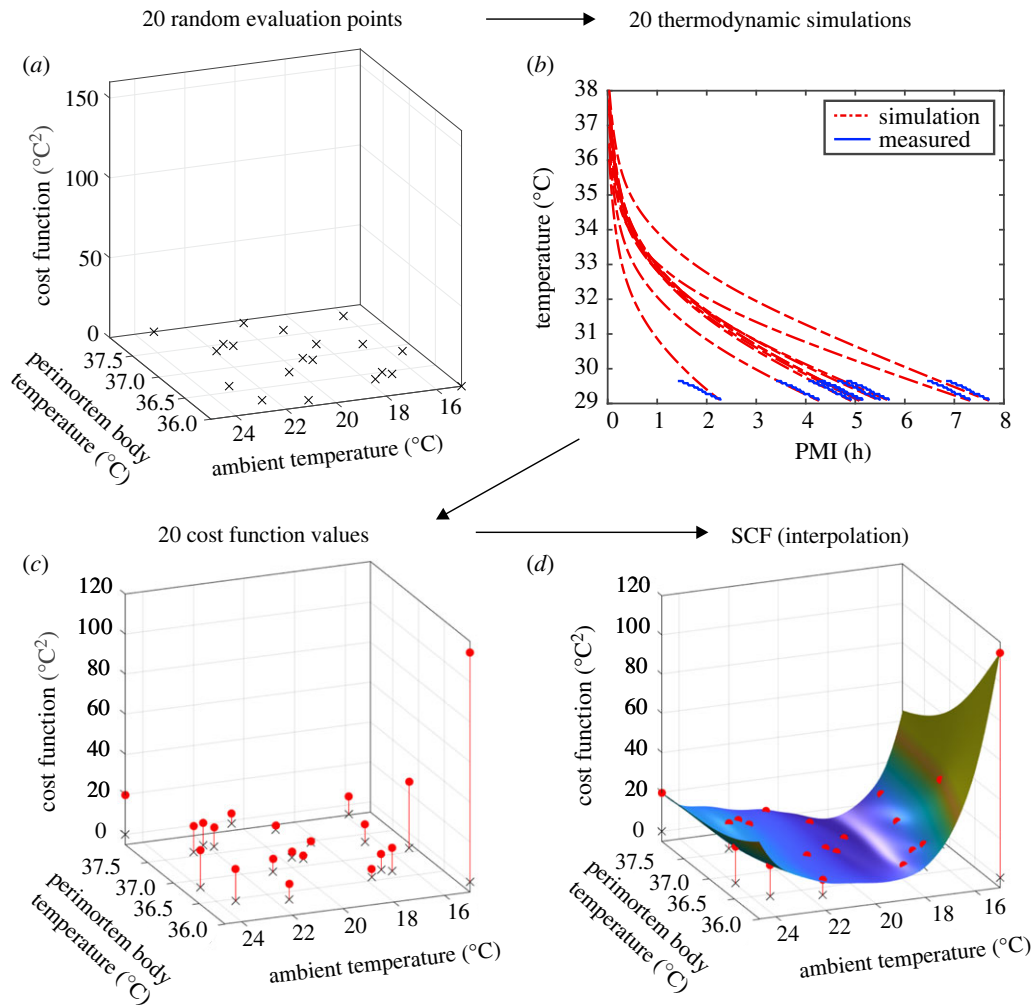 20 random evaluation points
20 thermodynamic simulations
(a)
150
100
50
0
cost function (°C²)
37.5
37.0
36.5
36.0
perimortem body
temperature (°C)
24
22
20
18
16
ambient temperature (°C)
(b)
38
37
36
35
34
33
32
31
30
29
temperature (°C)
simulation
measured
0
1
2
3
4
5
6
7
8
PMI (h)
20 cost function values
SCF (interpolation)
(c)
120
100
80
60
40
20
0
cost function (°C²)
37.5
37.0
36.5
36.0
perimortem body
temperature (°C)
24
22
20
18
16
ambient temperature (°C)
(d)
120
100
80
60
40
20
0
cost function (°C²)
37.5
37.0
36.5
36.0
perimortem body
temperature (°C)
24
22
20
18
16
ambient temperature (°C)